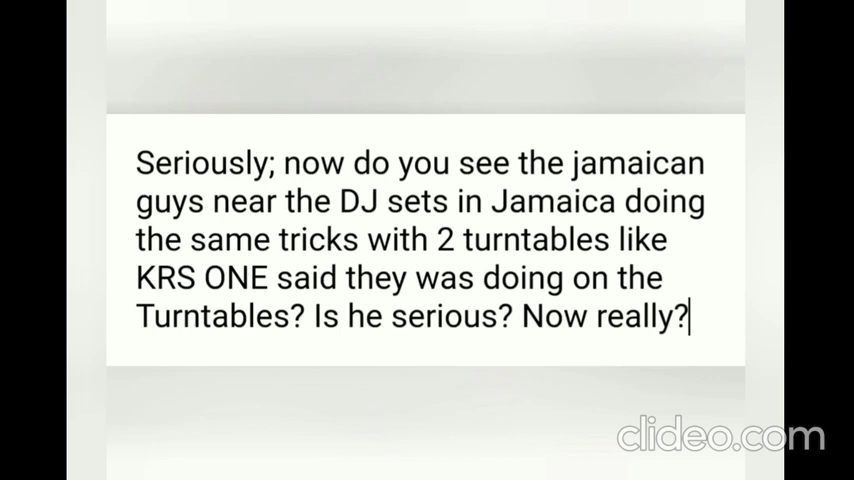 Seriously; now do you see the jamaican
guys near the DJ sets in Jamaica doing
the same tricks with 2 turntables like
KRS ONE said they was doing on the
Turntables? Is he serious? Now really?
clideo.com